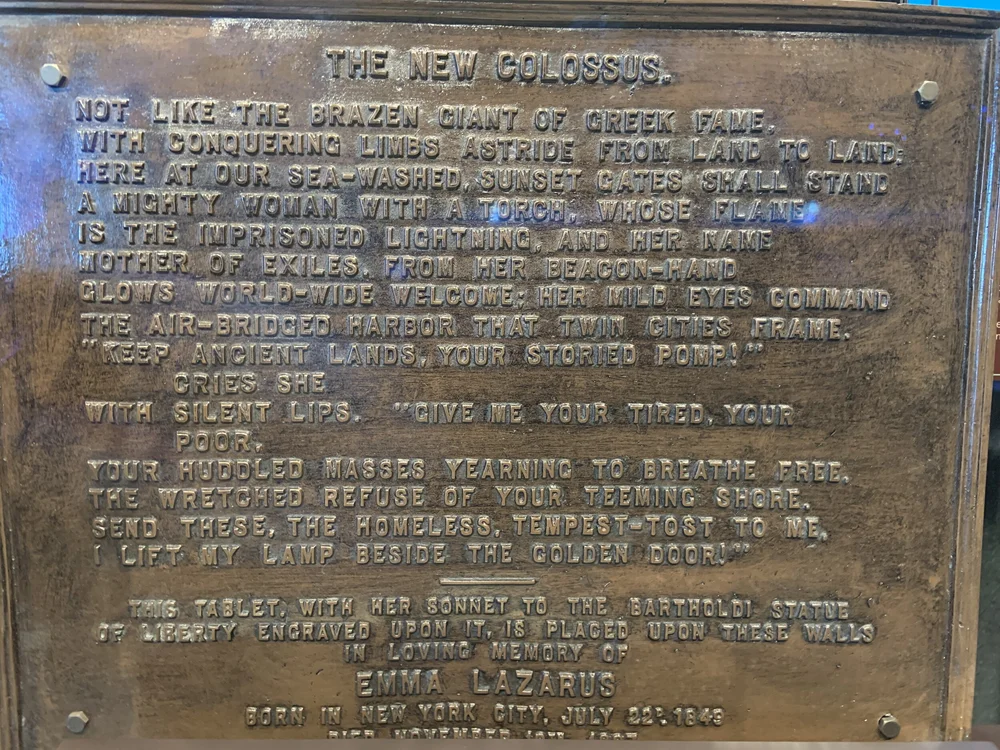 THE NEW COLOSSUS.
NOT LIKE THE BRAZEN GIANT OF GREEK FAME,
WITH CONQUERING LIMBS ASTRIDE FROM LAND TO LAND;
HERE AT OUR SEA-WASHED, SUNSET GATES SHALL STAND
A MIGHTY WOMAN WITH A TORCH, WHOSE FLAME
IS THE IMPRISONED LIGHTNING, AND HER NAME
MOTHER OF EXILES. FROM HER BEACON-HAND
GLOWS WORLD-WIDE WELCOME; HER MILD EYES COMMAND
THE AIR-BRIDGED HARBOR THAT TWIN CITIES FRAME.
"KEEP ANCIENT LANDS, YOUR STORIED POMP!"
CRIES SHE
WITH SILENT LIPS. "GIVE ME YOUR TIRED, YOUR
POOR,
YOUR HUDDLED MASSES YEARNING TO BREATHE FREE,
THE WRETCHED REFUSE OF YOUR TEEMING SHORE,
SEND THESE, THE HOMELESS, TEMPEST-TOST TO ME,
I LIFT MY LAMP BESIDE THE GOLDEN DOOR!"
THIS TABLET, WITH HER SONNET TO THE BARTHOLDI STATUE
OF LIBERTY ENGRAVED UPON IT, IS PLACED UPON THESE WALLS
IN LOVING MEMORY OF
EMMA LAZARUS
BORN IN NEW YORK CITY, JULY 22D, 1849
DIED NOVEMBER